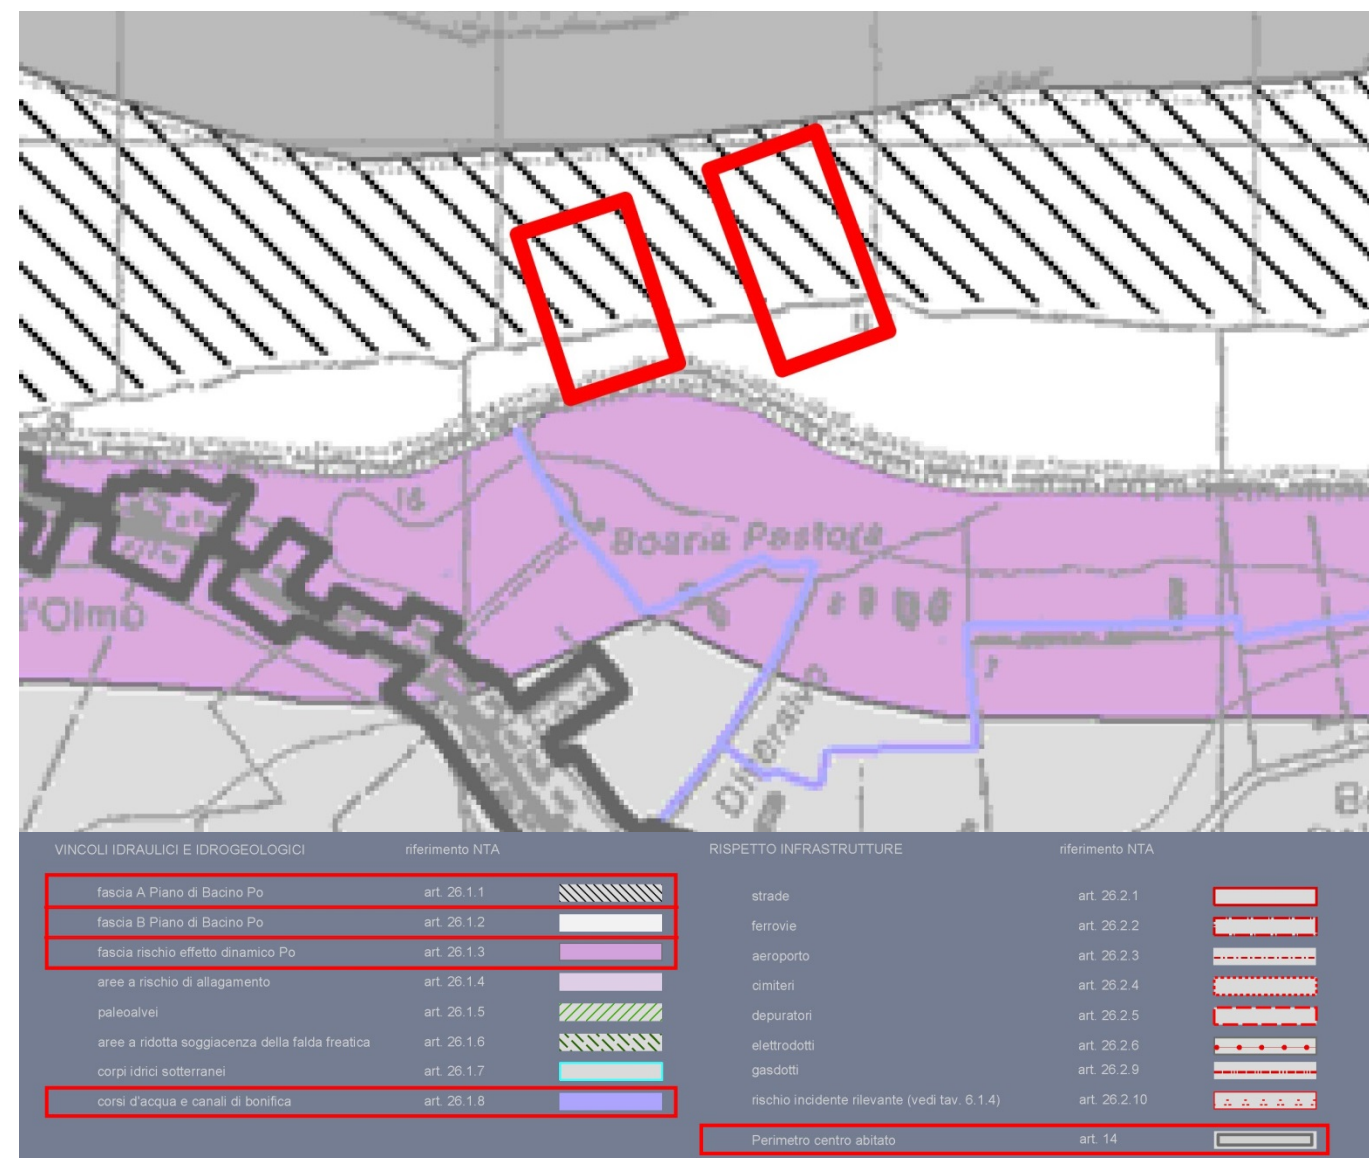 16
Boaria Pastora
l'Olmo
Diversivo
B
VINCOLI IDRAULICI E IDROGEOLOGICI riferimento NTA
fascia A Piano di Bacino Po art. 26.1.1
fascia B Piano di Bacino Po art. 26.1.2
fascia rischio effetto dinamico Po art. 26.1.3
aree a rischio di allagamento art. 26.1.4
paleoalvei art. 26.1.5
aree a ridotta soggiacenza della falda freatica art. 26.1.6
corpi idrici sotterranei art. 26.1.7
corsi d'acqua e canali di bonifica art. 26.1.8
RISPETTO INFRASTRUTTURE riferimento NTA
strade art. 26.2.1
ferrovie art. 26.2.2
aeroporto art. 26.2.3
cimiteri art. 26.2.4
depuratori art. 26.2.5
elettrodotti art. 26.2.6
gasdotti art. 26.2.9
rischio incidente rilevante (vedi tav. 6.1.4) art. 26.2.10
Perimetro centro abitato art. 14